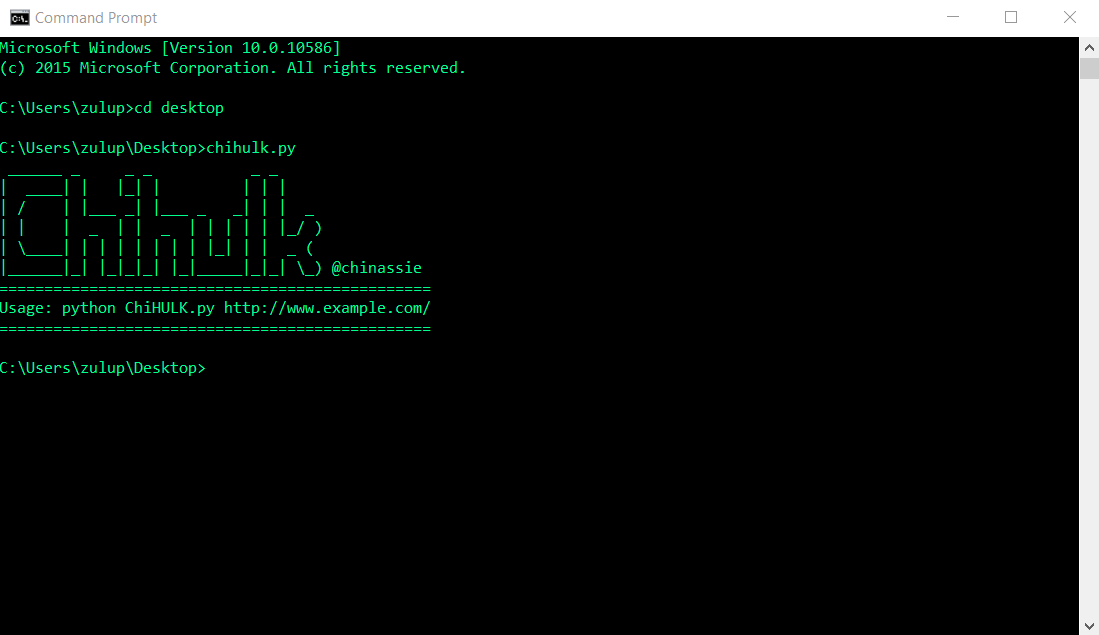 Command Prompt
Microsoft Windows [Version 10.0.10586]
(c) 2015 Microsoft Corporation. All rights reserved.
C:\Users\zulup>cd desktop
C:\Users\zulup\Desktop>chihulk.py
Chihulk @chinassie
================================================
Usage: python ChiHULK.py http://www.example.com/
================================================
C:\Users\zulup\Desktop>